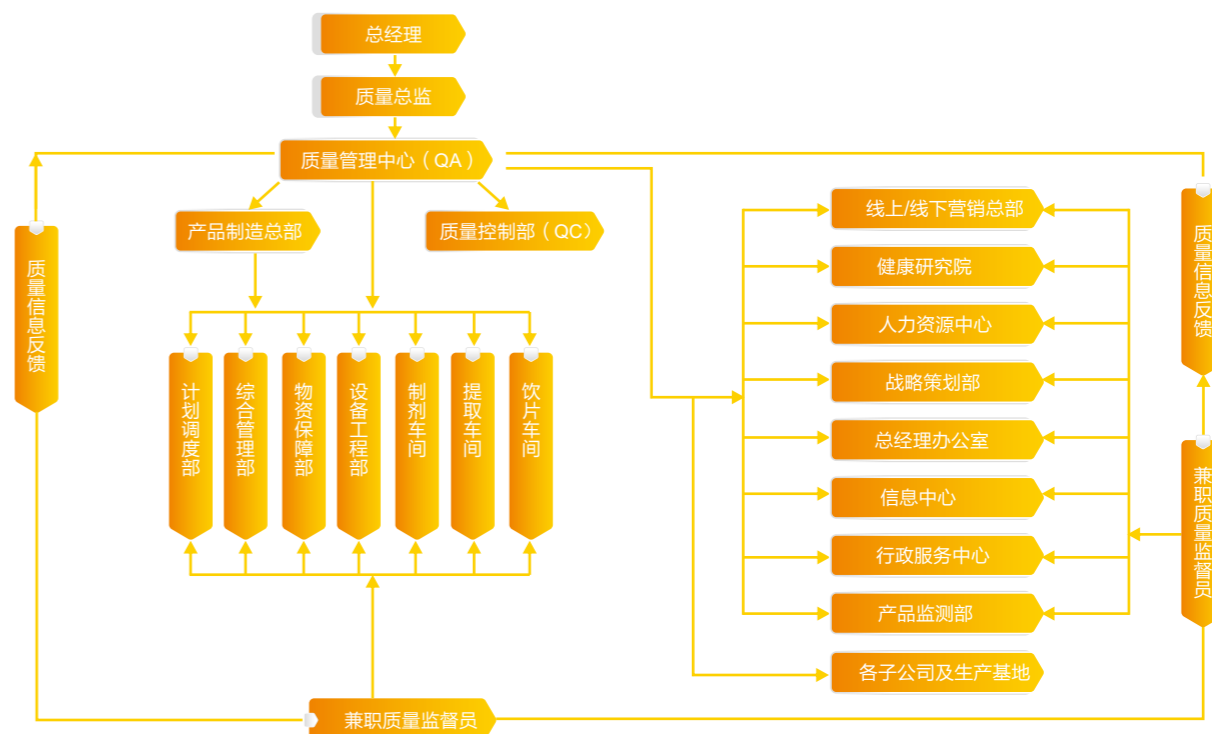 总经理
质量总监
质量管理中心（QA）
产品制造总部
质量控制部（QC）
质量信息反馈
计划调度部
综合管理部
物资保障部
设备工程部
制剂车间
提取车间
饮片车间
线上/线下营销总部
健康研究院
人力资源中心
战略策划部
总经理办公室
信息中心
行政服务中心
产品监测部
各子公司及生产基地
质量信息反馈
兼职质量监督员
兼职质量监督员